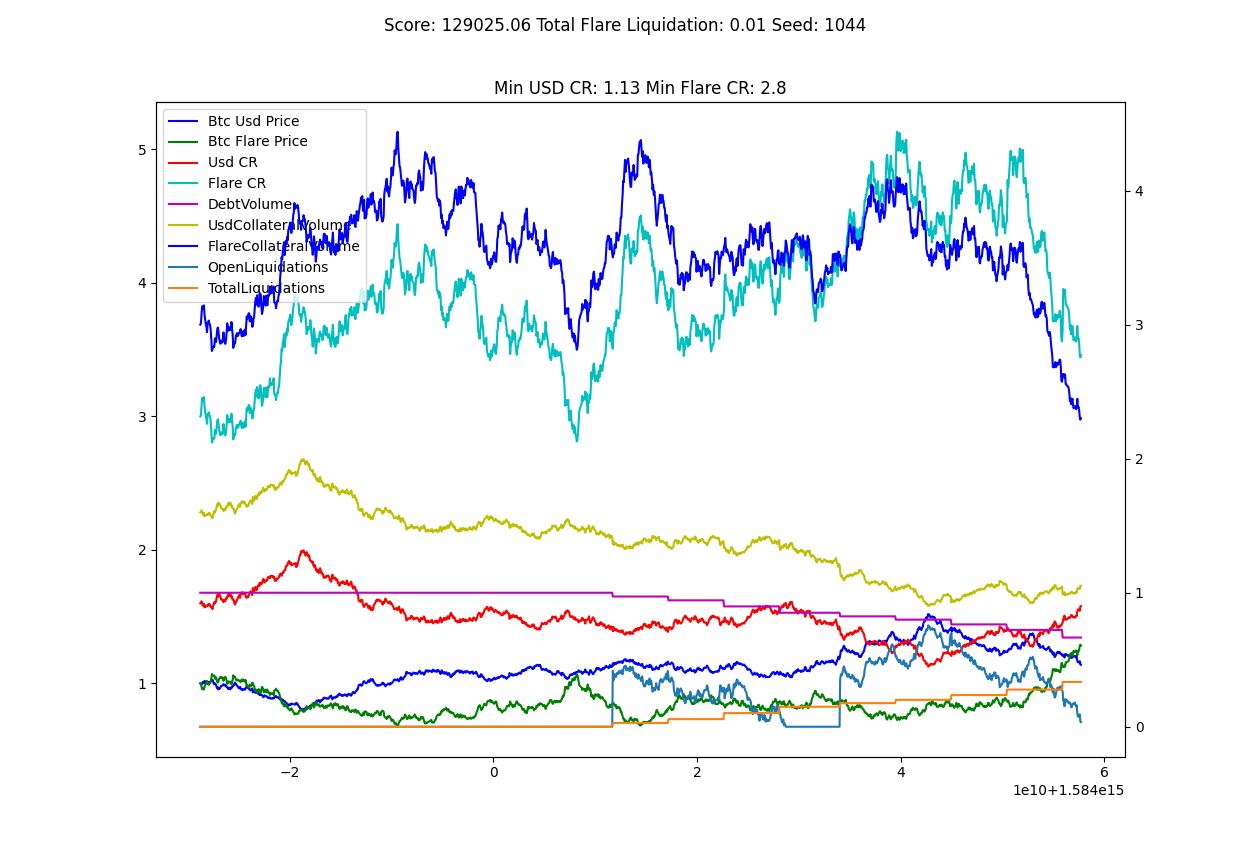 Score: 129025.06 Total Flare Liquidation: 0.01 Seed: 1044
Min USD CR: 1.13 Min Flare CR: 2.8
Btc Usd Price
Btc Flare Price
Usd CR
Flare CR
DebtVolume
UsdCollateralVolume
FlareCollateralVolume
OpenLiquidations
TotalLiquidations
5
4
3
2
1
4
3
2
1
0
−2
0
2
4
6
1e10+1.584e15